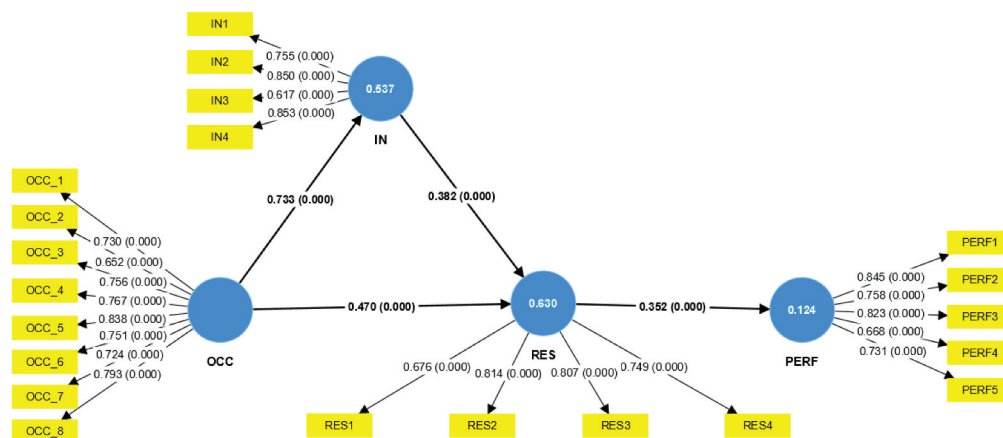 IN1
IN2
IN3
IN4
0.755 (0.000)
0.850 (0.000)
0.617 (0.000)
0.853 (0.000)
0.537
IN
0.733 (0.000)
0.382 (0.000)
OCC_1
OCC_2
OCC_3
OCC_4
OCC_5
OCC_6
OCC_7
OCC_8
0.730 (0.000)
0.652 (0.000)
0.756 (0.000)
0.767 (0.000)
0.838 (0.000)
0.751 (0.000)
0.724 (0.000)
0.793 (0.000)
OCC
0.470 (0.000)
0.630
RES
0.352 (0.000)
0.124
PERF
0.676 (0.000)
0.814 (0.000)
0.807 (0.000)
0.749 (0.000)
RES1
RES2
RES3
RES4
0.845 (0.000)
0.758 (0.000)
0.823 (0.000)
0.668 (0.000)
0.731 (0.000)
PERF1
PERF2
PERF3
PERF4
PERF5